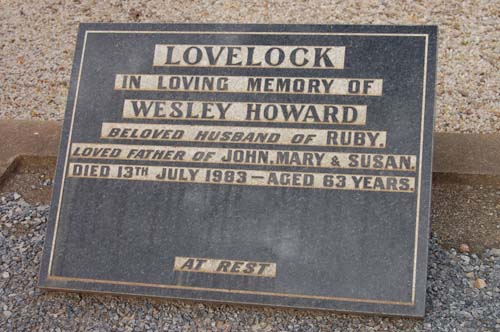 LOVELOCK
IN LOVING MEMORY OF
WESLEY HOWARD
BELOVED HUSBAND OF RUBY.
LOVED FATHER OF JOHN, MARY & SUSAN.
DIED 13TH JULY 1983 — AGED 63 YEARS.
AT REST